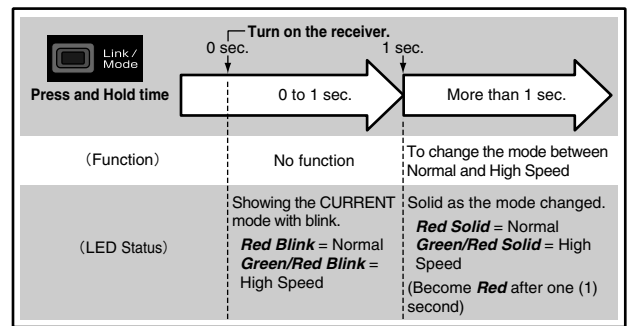 Turn on the receiver.
0 sec.
1 sec.
Link /
Mode
Press and Hold time
0 to 1 sec.
More than 1 sec.
(Function)
No function
To change the mode between
Normal and High Speed
(LED Status)
Showing the CURRENT
mode with blink.
Red Blink = Normal
Green/Red Blink =
High Speed
Solid as the mode changed.
Red Solid = Normal
Green/Red Solid = High
Speed
(Become Red after one (1)
second)